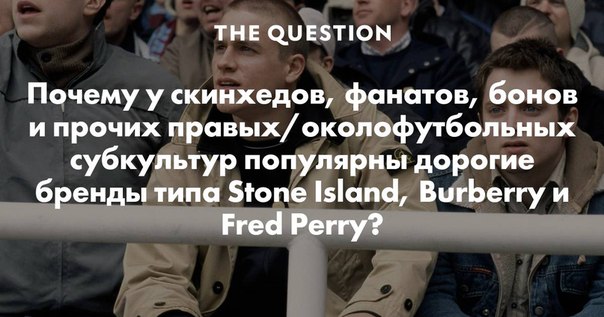 THE QUESTION
Почему у скинхедов, фанатов, бонов
и прочих правых/околофутбольных
субкультур популярны дорогие
бренды типа Stone Island, Burberry и
Fred Perry?